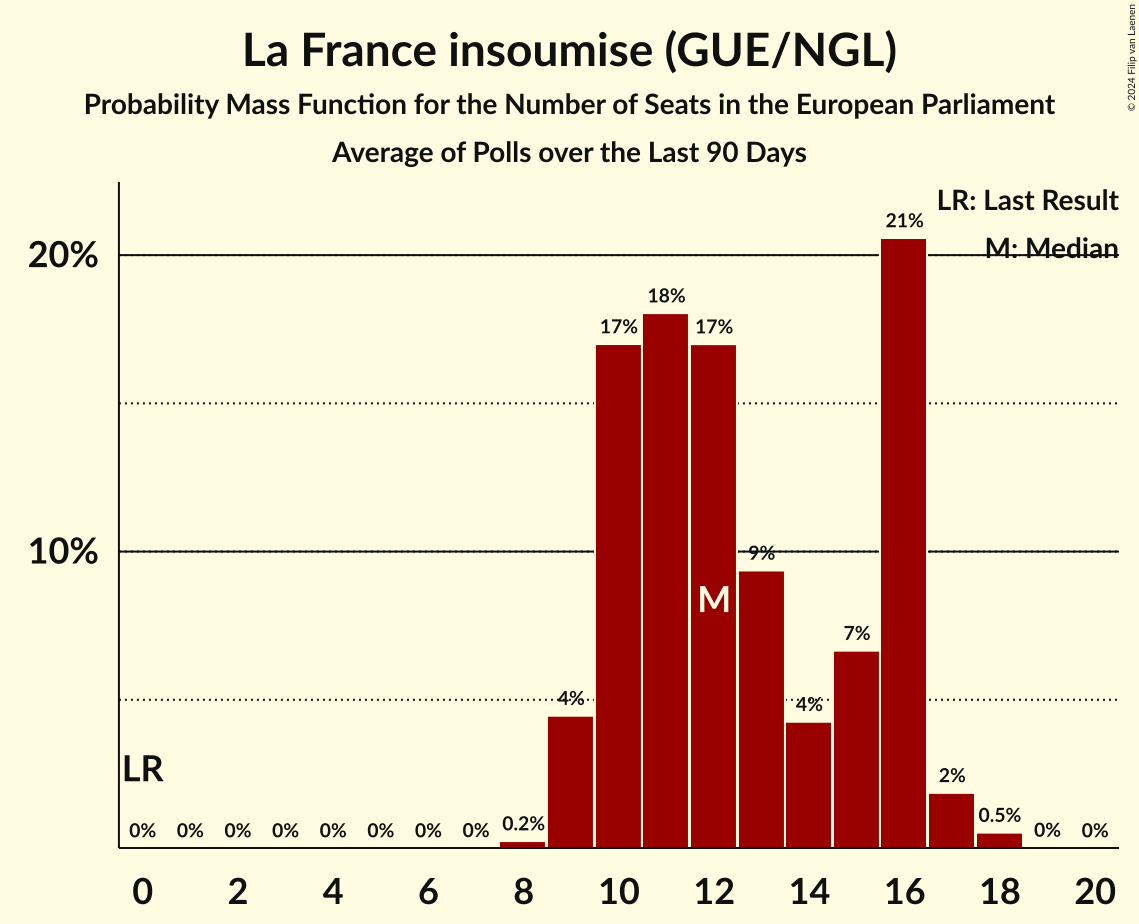 La France insoumise (GUE/NGL)
Probability Mass Function for the Number of Seats in the European Parliament
Average of Polls over the Last 90 Days
© 2024 Filip van Laenen
LR: Last Result
M: Median
20%
10%
21%
18%
17%
17%
9%
7%
4%
4%
2%
0.5%
0.2%
M
LR
0% 0% 0% 0% 0% 0% 0% 0% 0% 0%
0 2 4 6 8 10 12 14 16 18 20